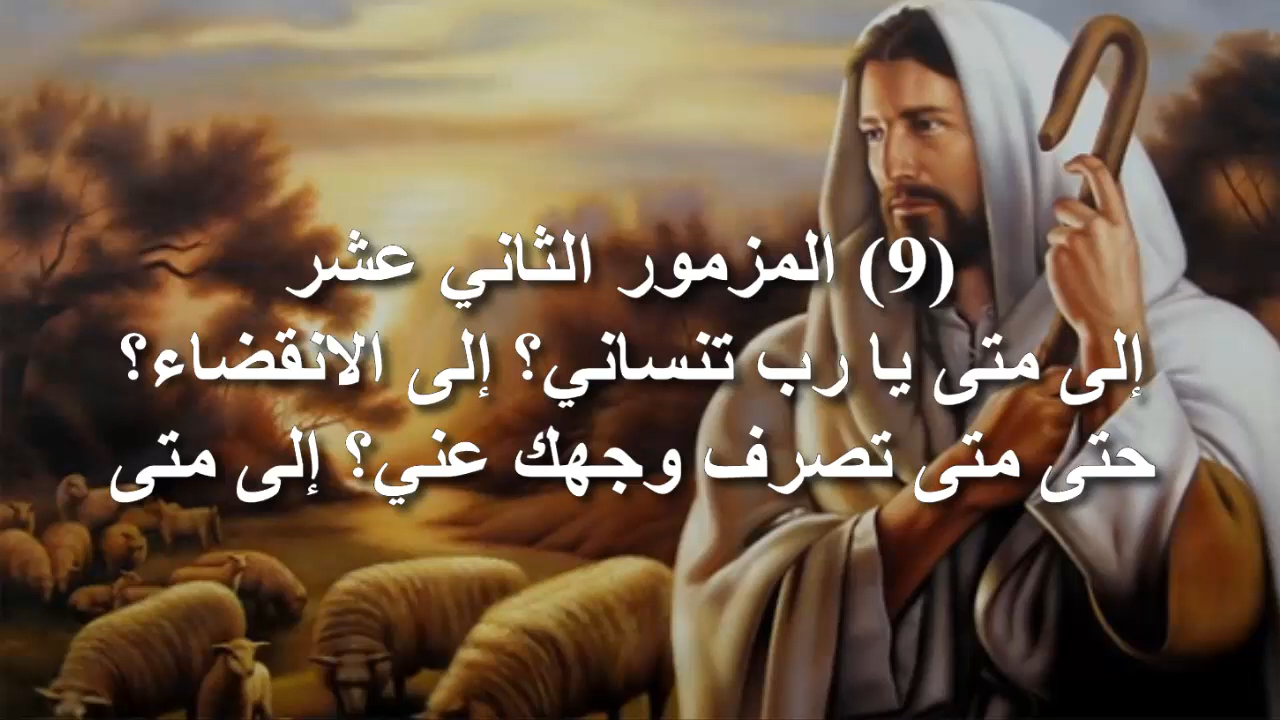 (9) المزمور الثاني عشر
إلى متى يا رب تنساني؟ إلى الانقضاء؟
حتى متى تصرف وجهك عني؟ إلى متى